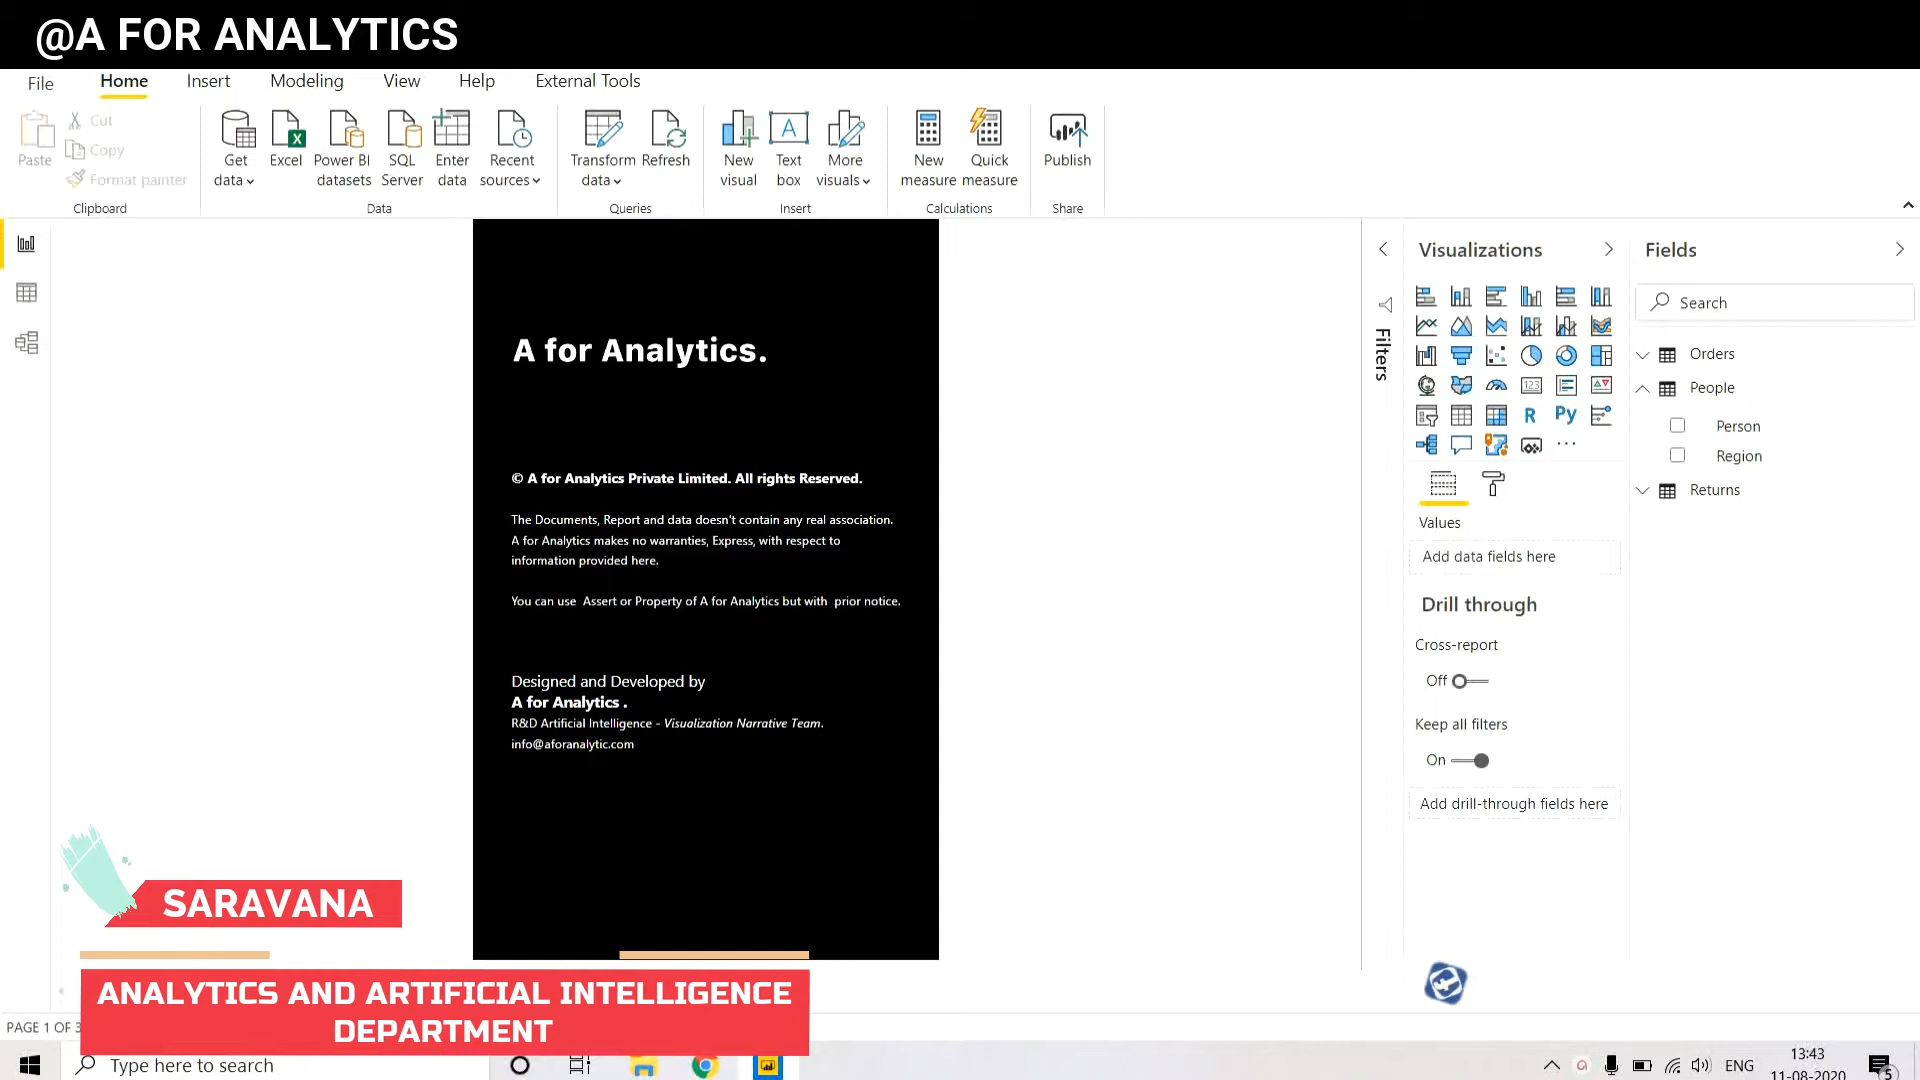 @A FOR ANALYTICS
File Home Insert Modeling View Help External Tools
Paste
Cut
Copy
Format painter
Clipboard
Get data
Excel
Power BI datasets
SQL Server
Enter data
Recent sources
Data
Transform data
Refresh
Queries
New visual
Text box
More visuals
Insert
New measure
Quick measure
Calculations
Publish
Share
A for Analytics.
© A for Analytics Private Limited. All rights Reserved.
The Documents, Report and data doesn't contain any real association.
A for Analytics makes no warranties, Express, with respect to
information provided here.
You can use Assert or Property of A for Analytics but with prior notice.
Designed and Developed by
A for Analytics .
R&D Artificial Intelligence - Visualization Narrative Team.
info@aforanalytic.com
Filters
Visualizations
123
R
Py
Values
Add data fields here
Drill through
Cross-report
Off
Keep all filters
On
Add drill-through fields here
Fields
Search
Orders
People
Person
Region
Returns
SARAVANA
ANALYTICS AND ARTIFICIAL INTELLIGENCE
DEPARTMENT
PAGE 1 OF 3
Type here to search
ENG
13:43
11-08-2020
5